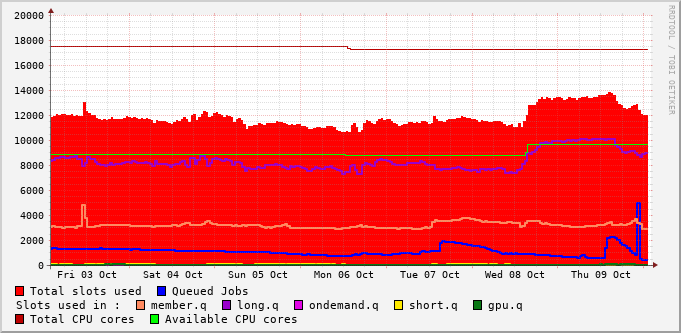 20000
18000
16000
14000
12000
10000
8000
6000
4000
2000
0
Fri 03 Oct Sat 04 Oct Sun 05 Oct Mon 06 Oct Tue 07 Oct Wed 08 Oct Thu 09 Oct
Total slots used Queued Jobs
Slots used in : member.q long.q ondemand.q short.q gpu.q
Total CPU cores Available CPU cores
RRDTOOL / TOBI OETIKER